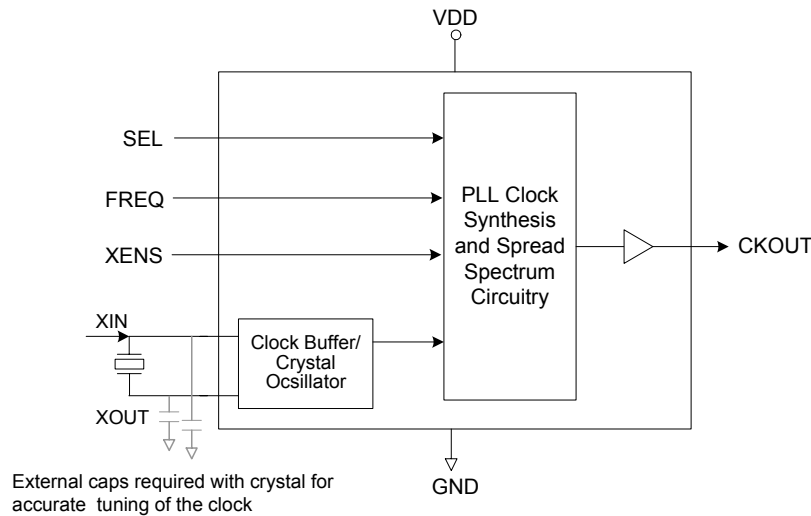 VDD
SEL
FREQ
XENS
PLL Clock
Synthesis
and Spread
Spectrum
Circuitry
CKOUT
XIN
Clock Buffer/
Crystal
Ocsillator
XOUT
GND
External caps required with crystal for
accurate tuning of the clock